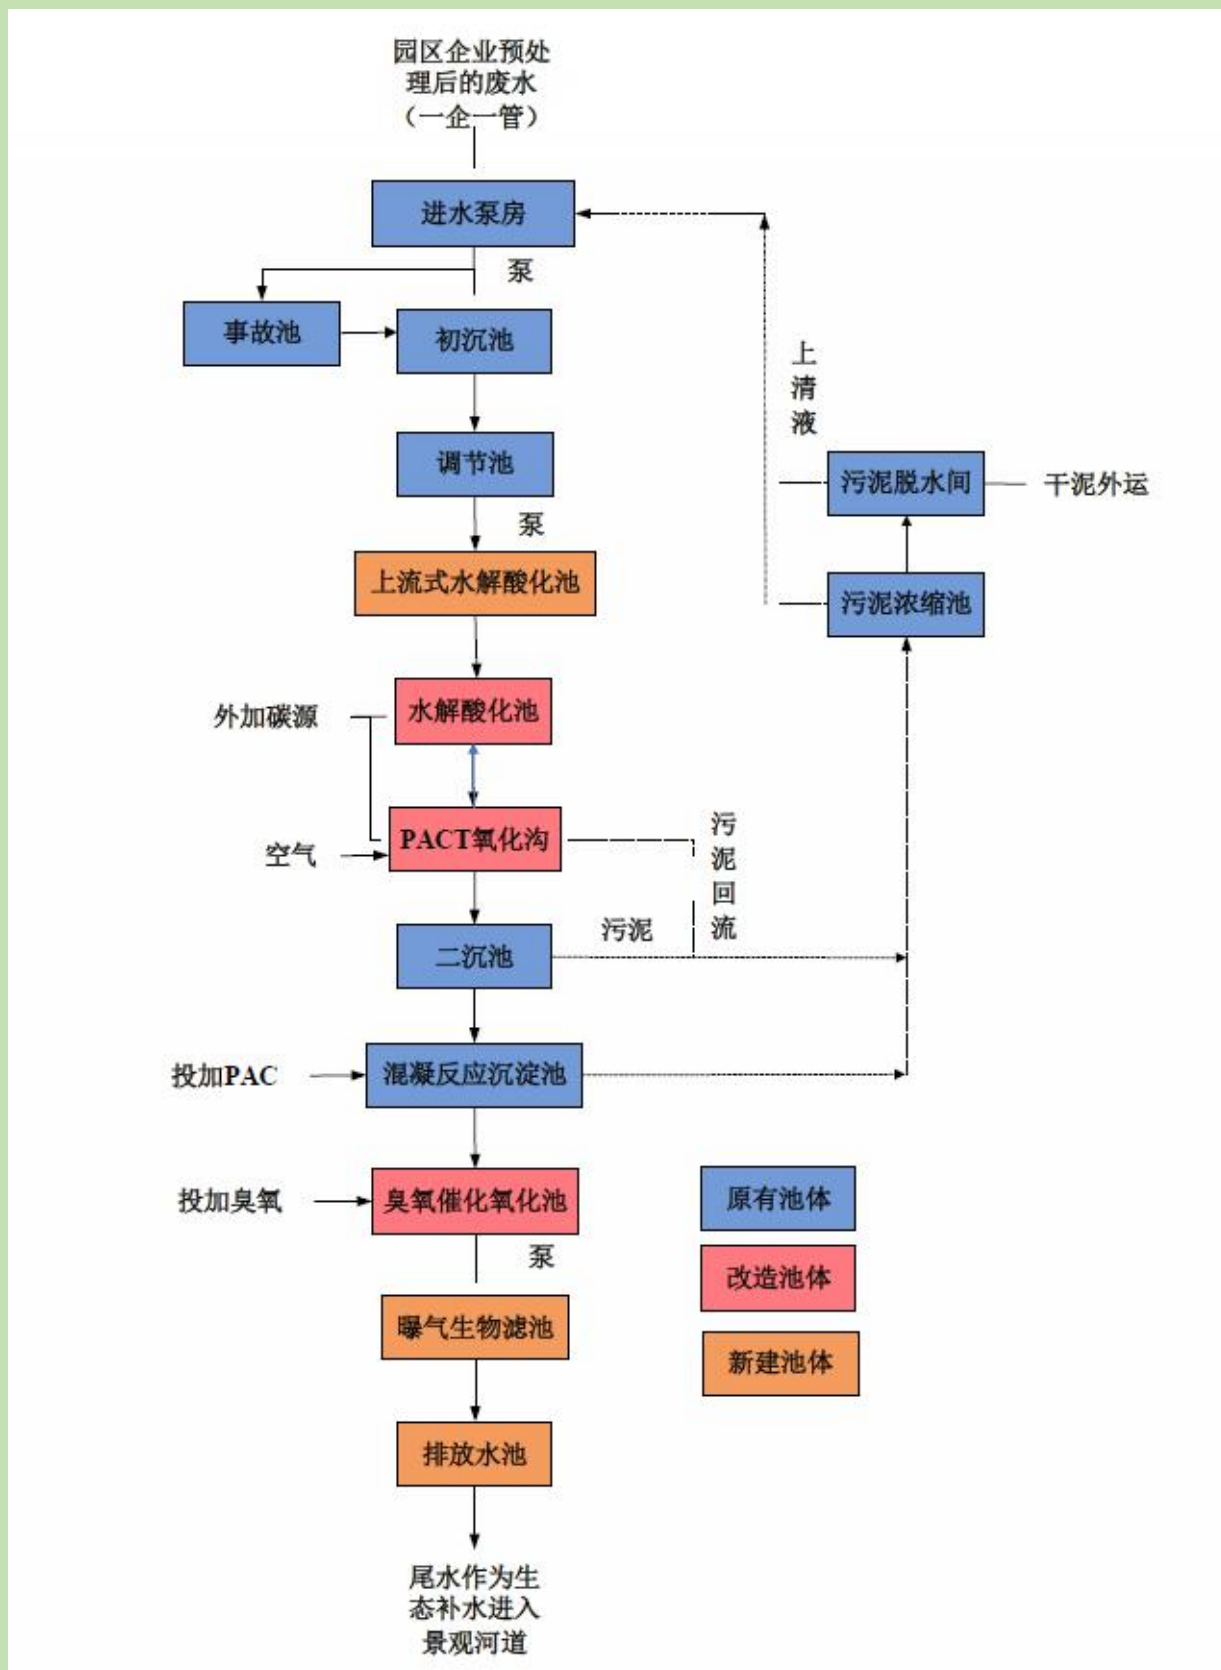 园区企业预处
理后的废水
（一企一管）
进水泵房
泵
事故池
初沉池
上
清
液
调节池
污泥脱水间
干泥外运
泵
上流式水解酸化池
污泥浓缩池
外加碳源
水解酸化池
PACT氧化沟
空气
污
泥
回
流
污泥
二沉池
投加PAC
混凝反应沉淀池
投加臭氧
臭氧催化氧化池
原有池体
泵
改造池体
曝气生物滤池
新建池体
排放水池
尾水作为生
态补水进入
景观河道